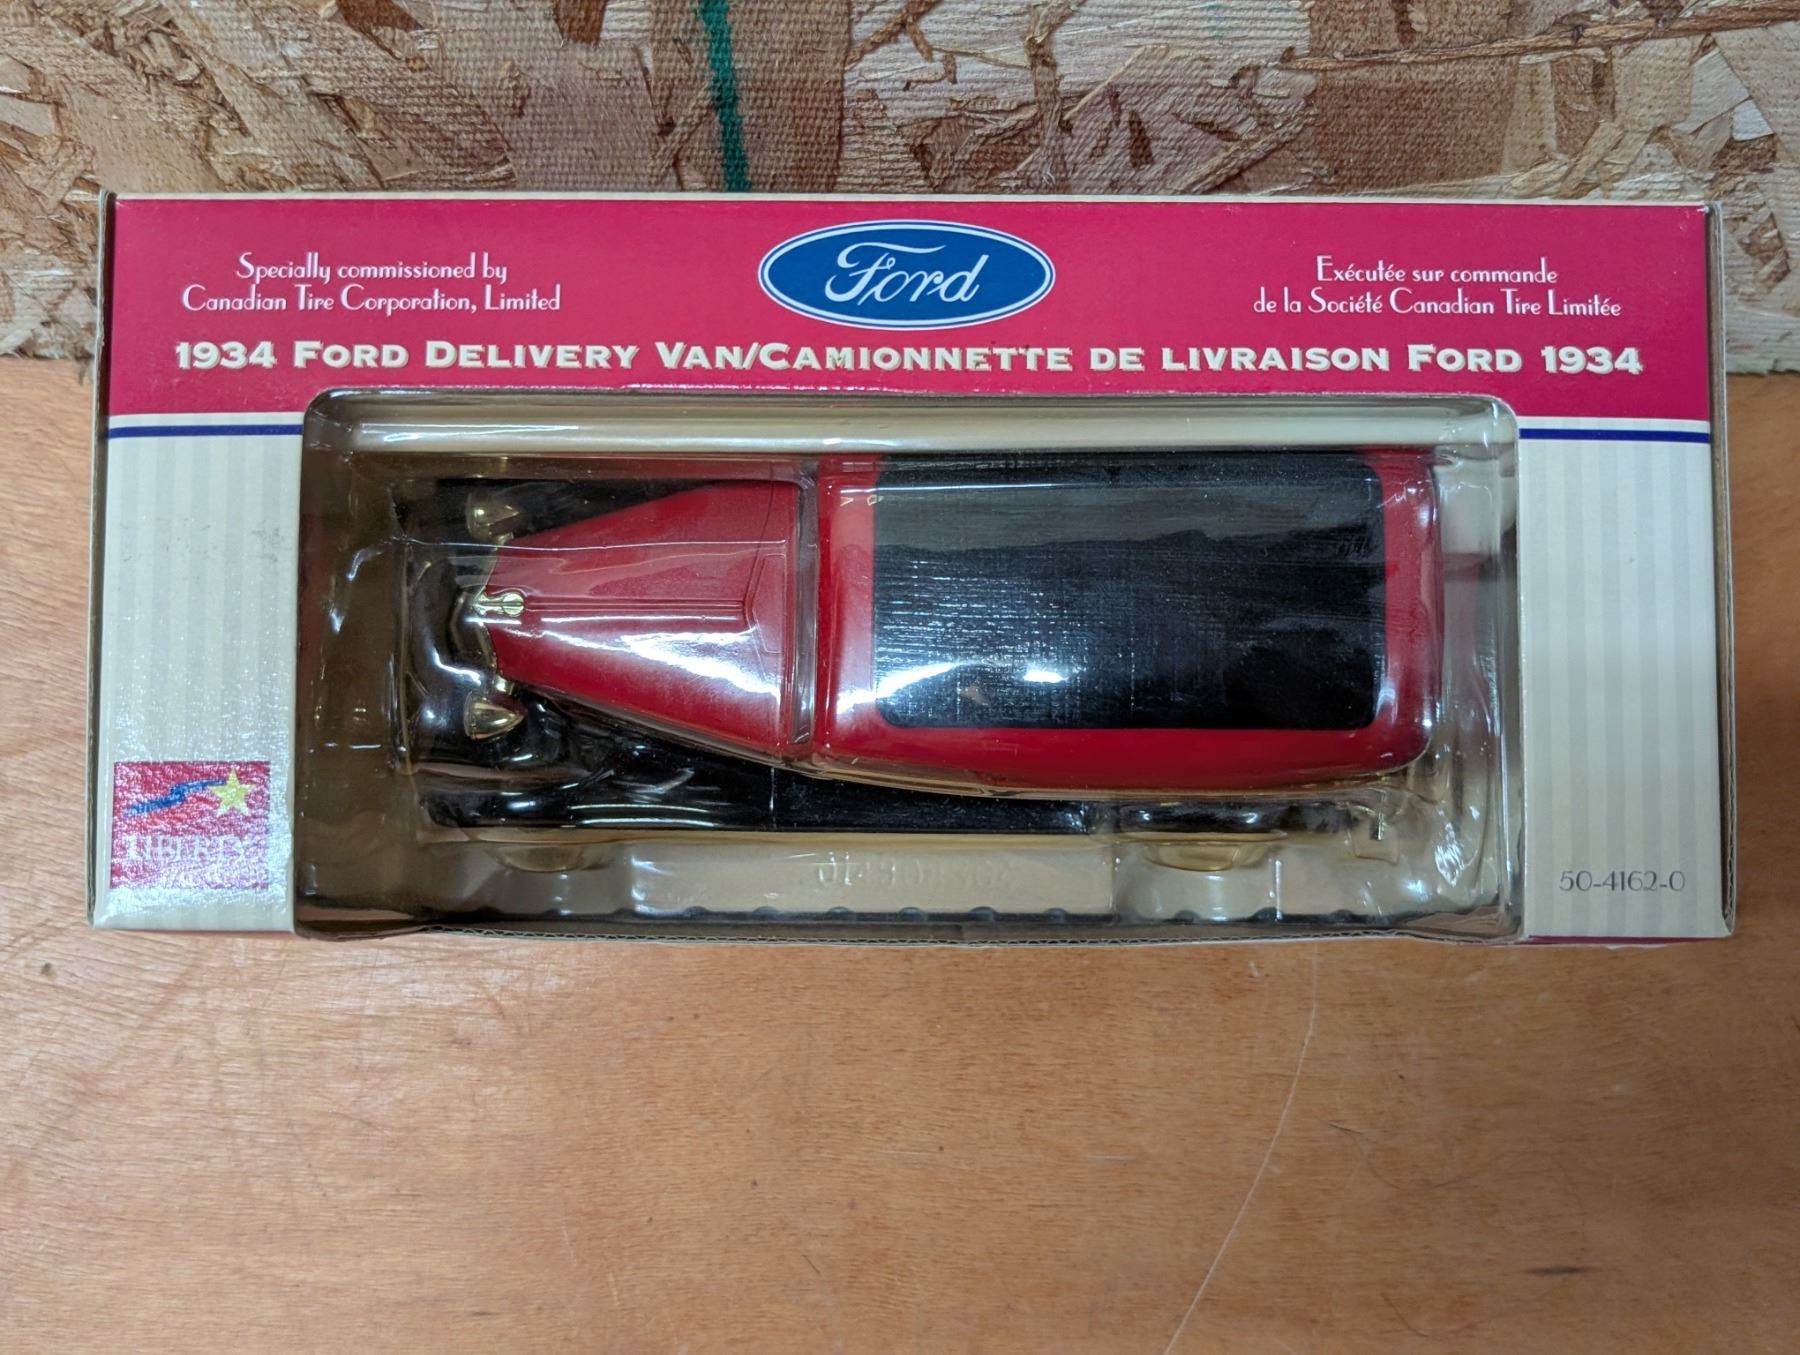 Specially commissioned by
Canadian Tire Corporation, Limited
Ford
Exécutée sur commande
de la Société Canadian Tire Limitée
1934 FORD DELIVERY VAN/CAMIONNETTE DE LIVRAISON FORD 1934
LIBERTY
50-4162-0